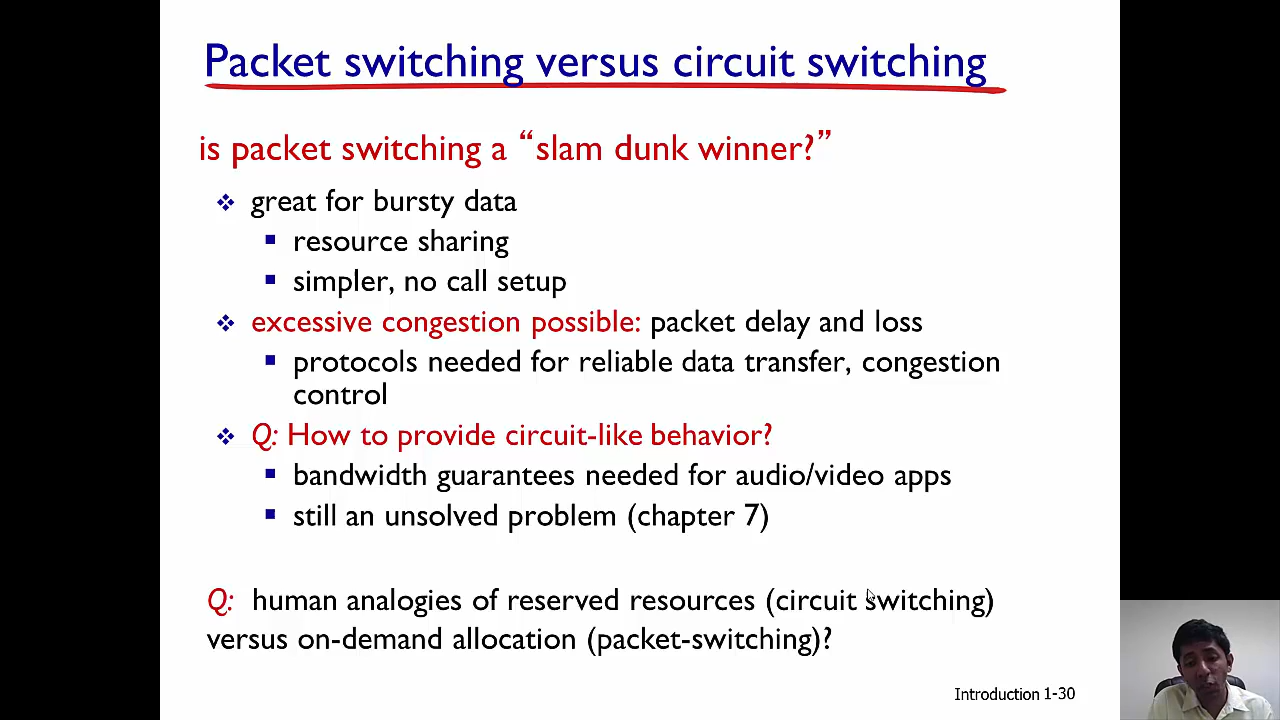 Packet switching versus circuit switching
is packet switching a “slam dunk winner?”
great for bursty data
resource sharing
simpler, no call setup
excessive congestion possible: packet delay and loss
protocols needed for reliable data transfer, congestion
control
Q: How to provide circuit-like behavior?
bandwidth guarantees needed for audio/video apps
still an unsolved problem (chapter 7)
Q: human analogies of reserved resources (circuit switching)
versus on-demand allocation (packet-switching)?
Introduction 1-30